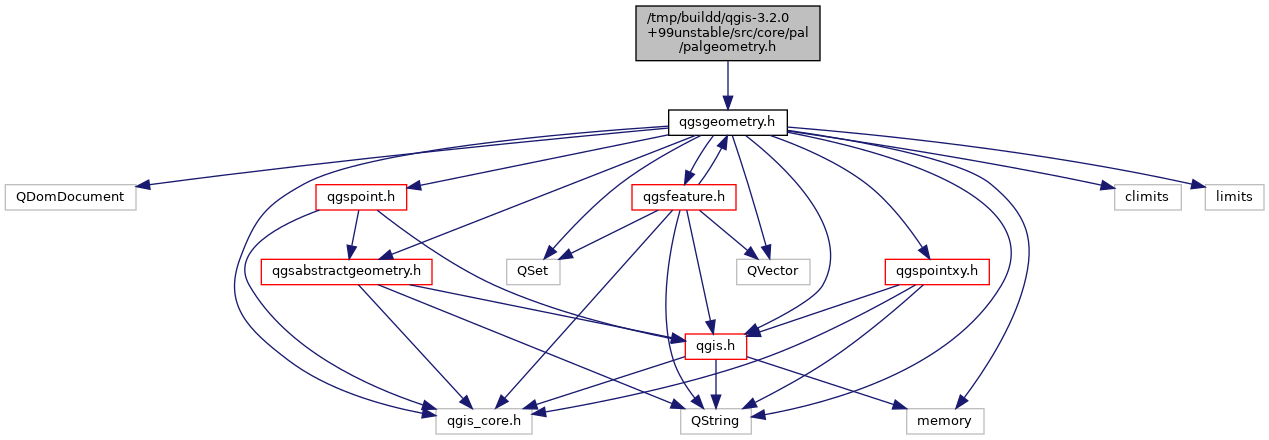 /tmp/buildd/qgis-3.2.0
+99unstable/src/core/pal
/palgeometry.h
qgsgeometry.h
QDomDocument
qgspoint.h
qgsfeature.h
climits
limits
qgsabstractgeometry.h
QSet
QVector
qgspointxy.h
qgis.h
qgis_core.h
QString
memory